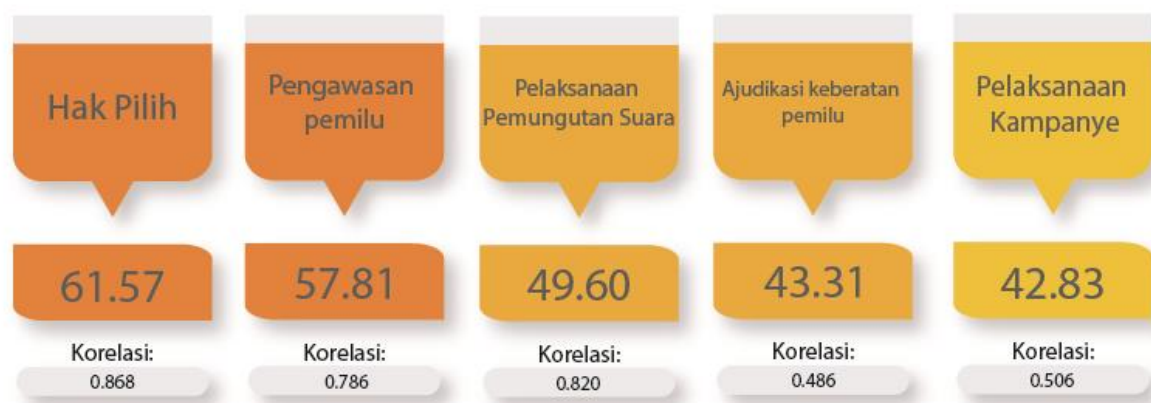 Hak Pilih
Pengawasan
pemilu
Pelaksanaan
Pemungutan Suara
Ajudikasi keberatan
pemilu
Pelaksanaan
Kampanye
61.57
57.81
49.60
43.31
42.83
Korelasi:
0.868
Korelasi:
0.786
Korelasi:
0.820
Korelasi:
0.486
Korelasi:
0.506